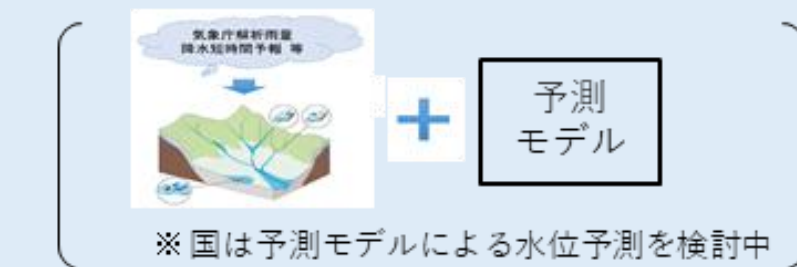 気象庁解析雨量
降水短時間予報 等
予測
モデル
※国は予測モデルによる水位予測を検討中